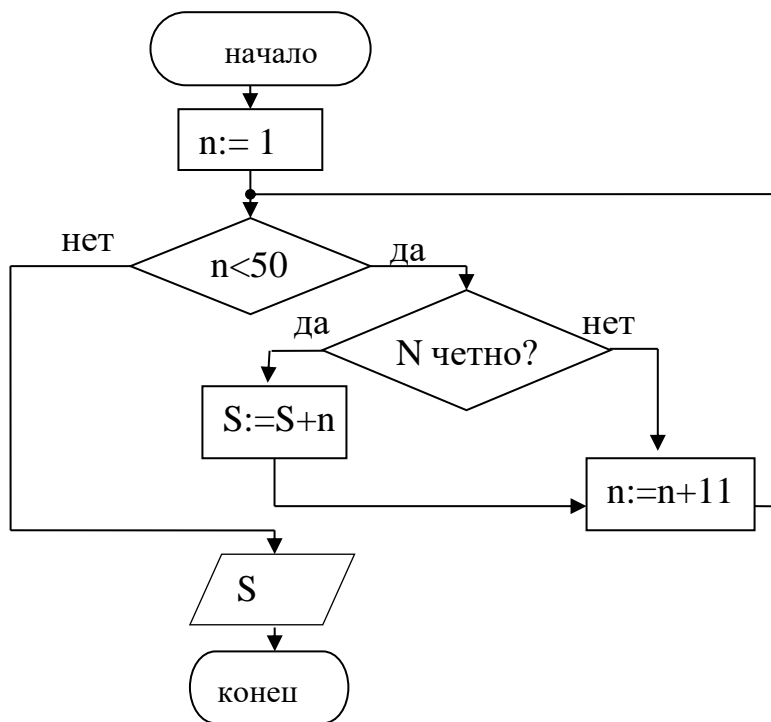 начало
n:= 1
нет
n<50
да
да
N четно?
нет
S:=S+n
n:=n+11
S
конец